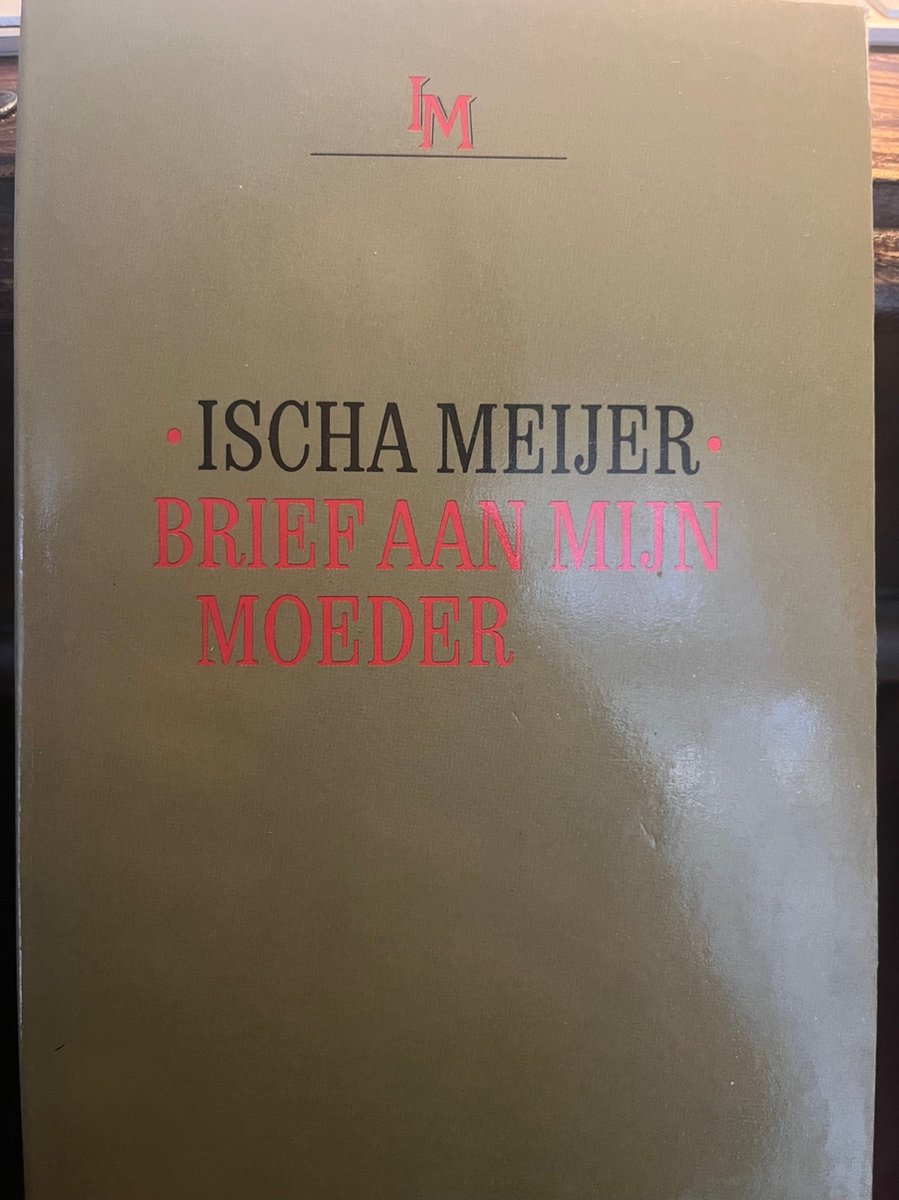 IM
· ISCHA MEIJER ·
BRIEF AAN MIJN
MOEDER